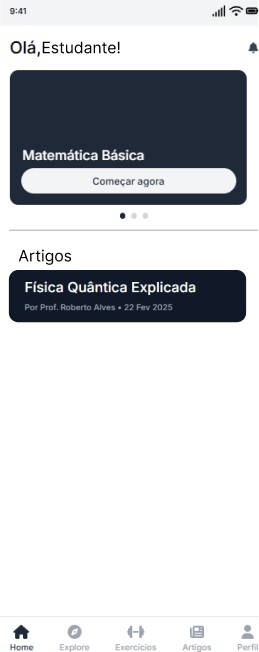 9:41
Olá,Estudante!
Matemática Básica
Começar agora
Artigos
Física Quântica Explicada
Por Prof. Roberto Alves • 22 Fev 2025
Home Explore Exercícios Artigos Perfil